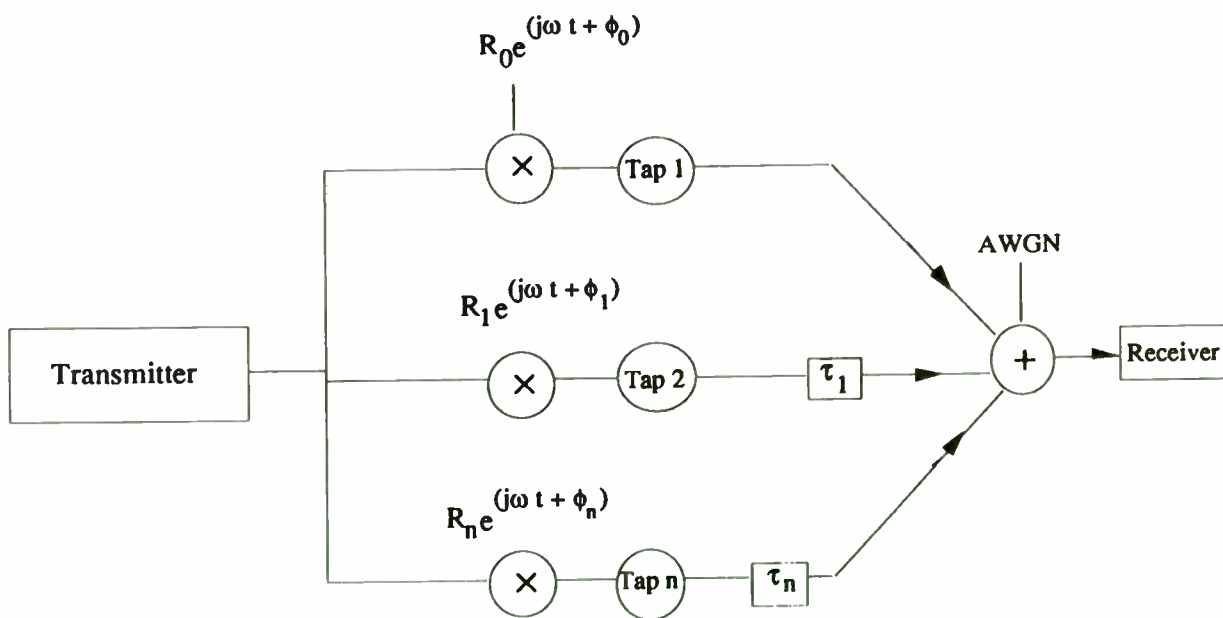 R₀e^(jω t + ϕ₀)
×
Tap 1
AWGN
R₁e^(jω t + ϕ₁)
Transmitter
×
Tap 2
τ₁
+
Receiver
Rₙe^(jω t + ϕₙ)
×
Tap n
τₙ